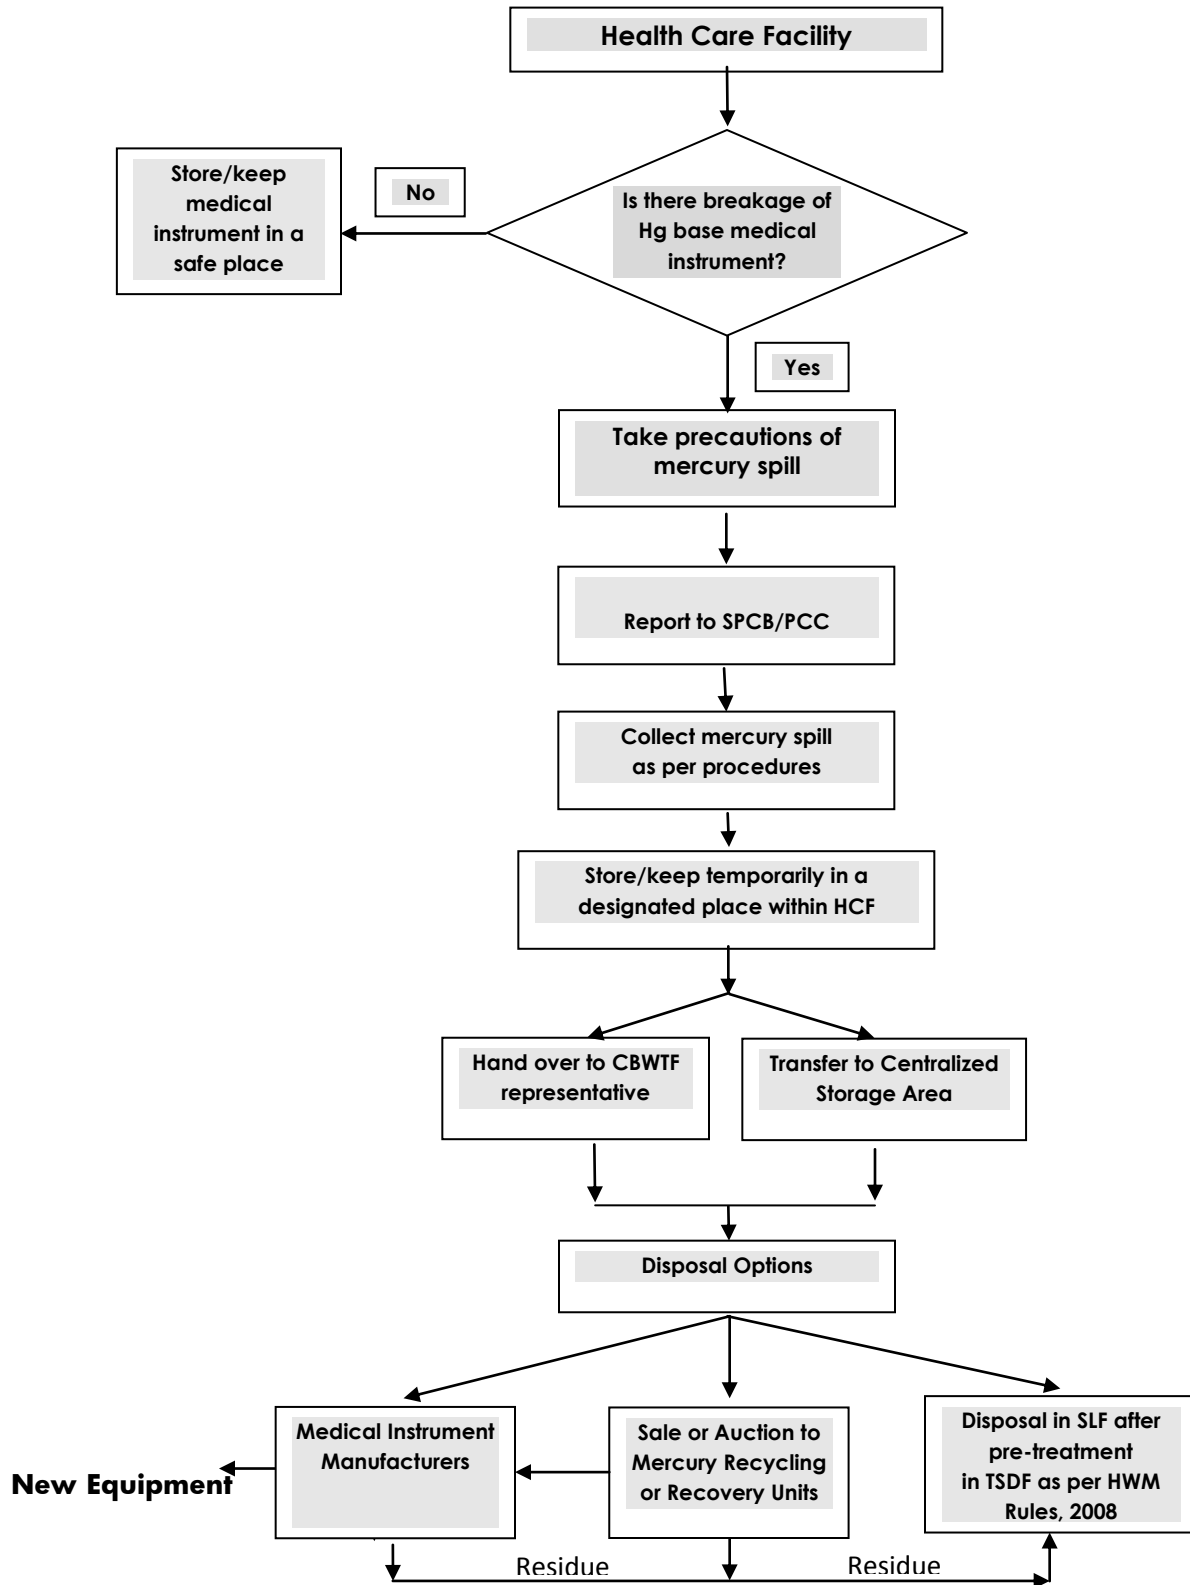 Health Care Facility
Store/keep
medical
instrument in a
safe place
No
Is there breakage of
Hg base medical
instrument?
Yes
Take precautions of
mercury spill
Report to SPCB/PCC
Collect mercury spill
as per procedures
Store/keep temporarily in a
designated place within HCF
Hand over to CBWTF
representative
Transfer to Centralized
Storage Area
Disposal Options
Medical Instrument
Manufacturers
Sale or Auction to
Mercury Recycling
or Recovery Units
Disposal in SLF after
pre-treatment
in TSDF as per HWM
Rules, 2008
New Equipment
Residue
Residue